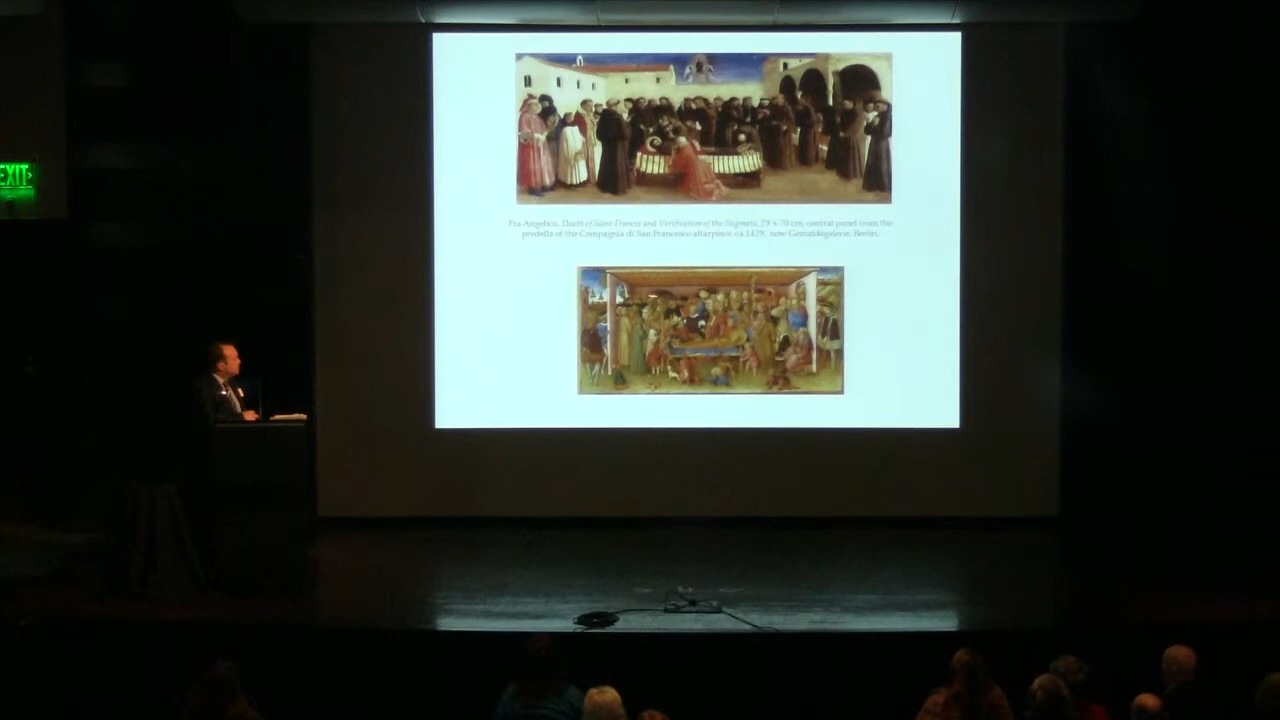 EXIT
Fra Angelico, Death of Saint Francis and Verification of the Stigmata, 29 × 70 cm, central panel from the
predella of the Compagnia di San Francesco altarpiece, ca.1429, now Gemäldegalerie, Berlin.